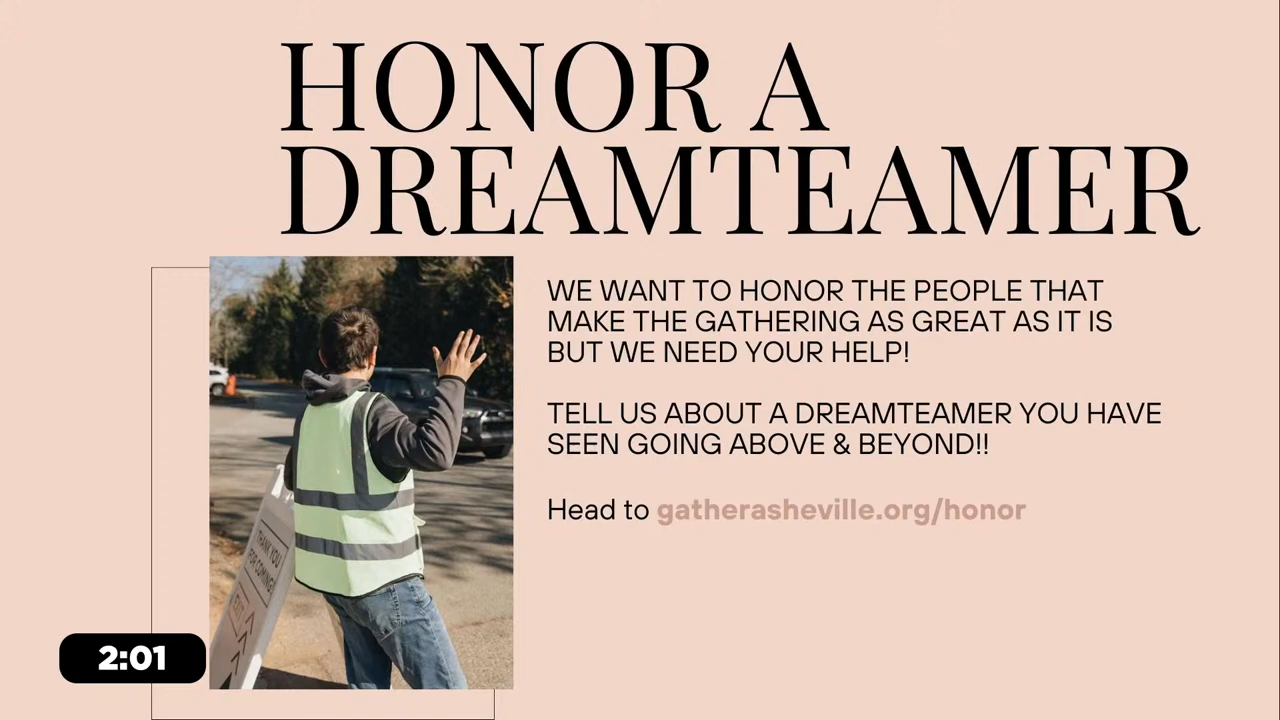 HONOR A
DREAMTEAMER
WE WANT TO HONOR THE PEOPLE THAT
MAKE THE GATHERING AS GREAT AS IT IS
BUT WE NEED YOUR HELP!
TELL US ABOUT A DREAMTEAMER YOU HAVE
SEEN GOING ABOVE & BEYOND!!
Head to gatherasheville.org/honor
THANK YOU
FOR COMING!
EXIT
2:01